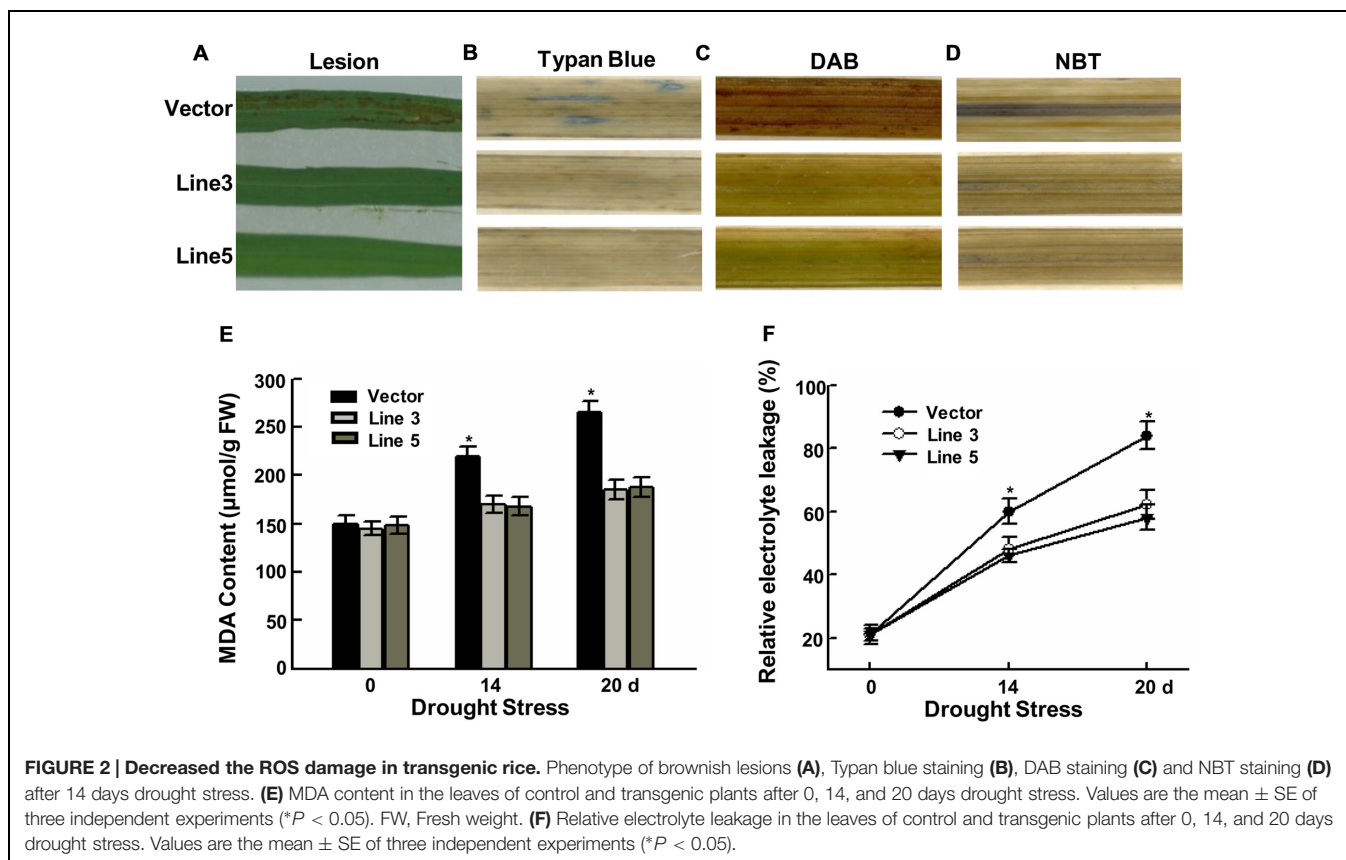 A Lesion B Typan Blue C DAB D NBT
Vector
Line3
Line5
E
MDA Content (µmol/g FW)
300
250
200
150
100
50
0
Vector
Line 3
Line 5
*
*
0 14 20 d
Drought Stress
F
Relative electrolyte leakage (%)
100
80
60
40
20
Vector
Line 3
Line 5
*
*
0 14 20 d
Drought Stress
FIGURE 2 | Decreased the ROS damage in transgenic rice. Phenotype of brownish lesions (A), Typan blue staining (B), DAB staining (C) and NBT staining (D)
after 14 days drought stress. (E) MDA content in the leaves of control and transgenic plants after 0, 14, and 20 days drought stress. Values are the mean ± SE of
three independent experiments (*P < 0.05). FW, Fresh weight. (F) Relative electrolyte leakage in the leaves of control and transgenic plants after 0, 14, and 20 days
drought stress. Values are the mean ± SE of three independent experiments (*P < 0.05).